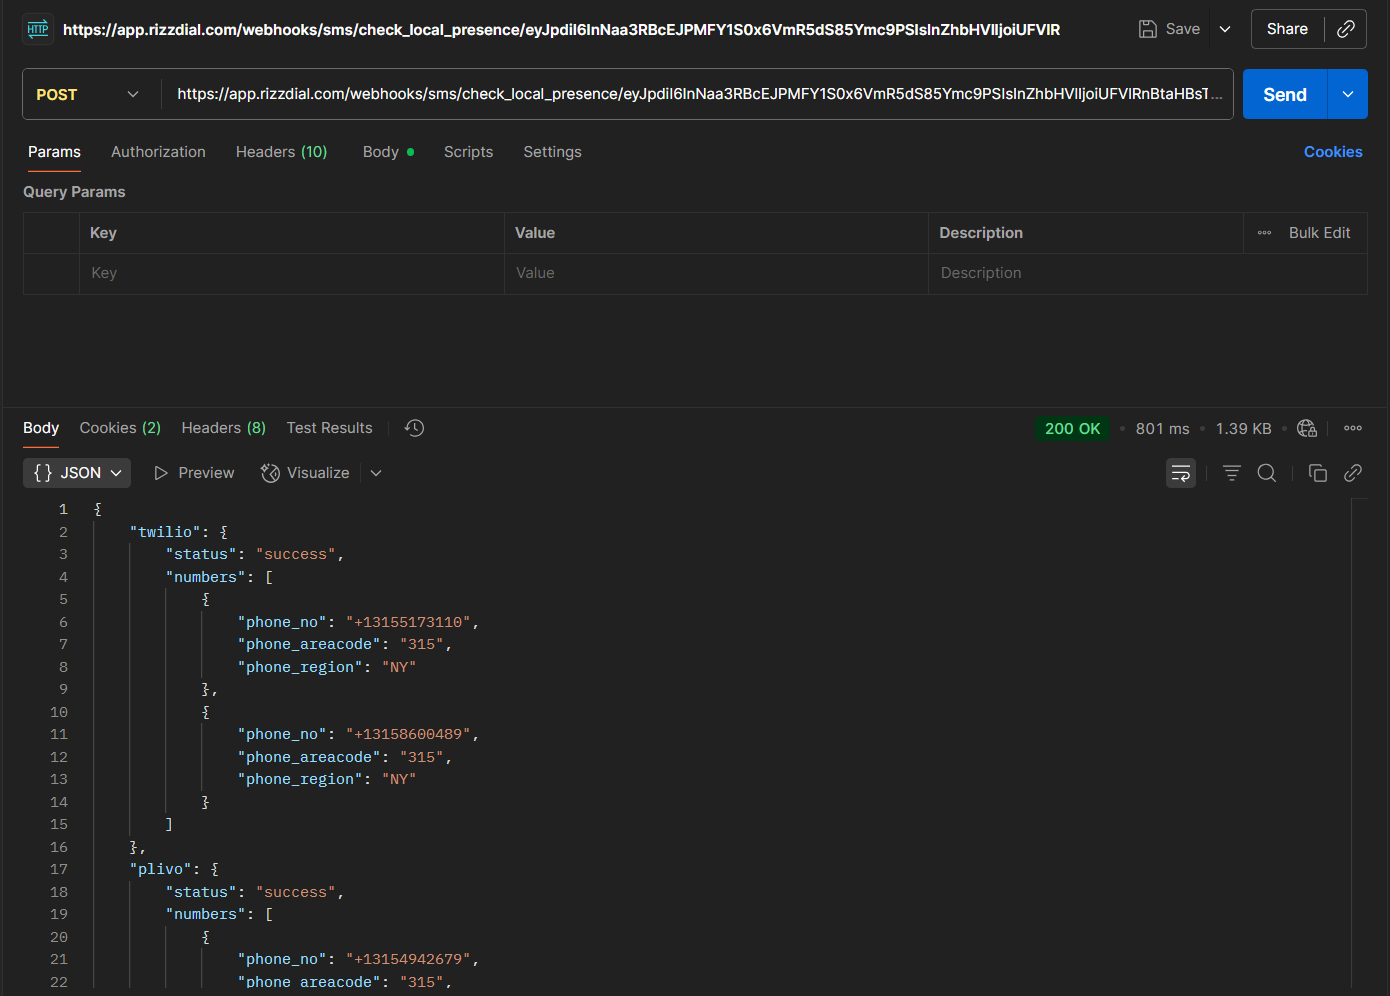 HTTP https://app.rizzdial.com/webhooks/sms/check_local_presence/eyJpdiI6InNaa3RBcEJPMFY1S0x6VmR5dS85Ymc9PSIsInZhbHVlIjoiUFVIR Save Share
POST https://app.rizzdial.com/webhooks/sms/check_local_presence/eyJpdiI6InNaa3RBcEJPMFY1S0x6VmR5dS85Ymc9PSIsInZhbHVlIjoiUFVIRnBtaHBsT... Send
Params Authorization Headers (10) Body Scripts Settings Cookies
Query Params
Key Value Description Bulk Edit
Key Value Description
Body Cookies (2) Headers (8) Test Results 200 OK • 801 ms • 1.39 KB
{} JSON Preview Visualize
1 {
2 "twilio": {
3 "status": "success",
4 "numbers": [
5 {
6 "phone_no": "+13155173110",
7 "phone_areacode": "315",
8 "phone_region": "NY"
9 },
10 {
11 "phone_no": "+13158600489",
12 "phone_areacode": "315",
13 "phone_region": "NY"
14 }
15 ]
16 },
17 "plivo": {
18 "status": "success",
19 "numbers": [
20 {
21 "phone_no": "+13154942679",
22 "phone_areacode": "315",